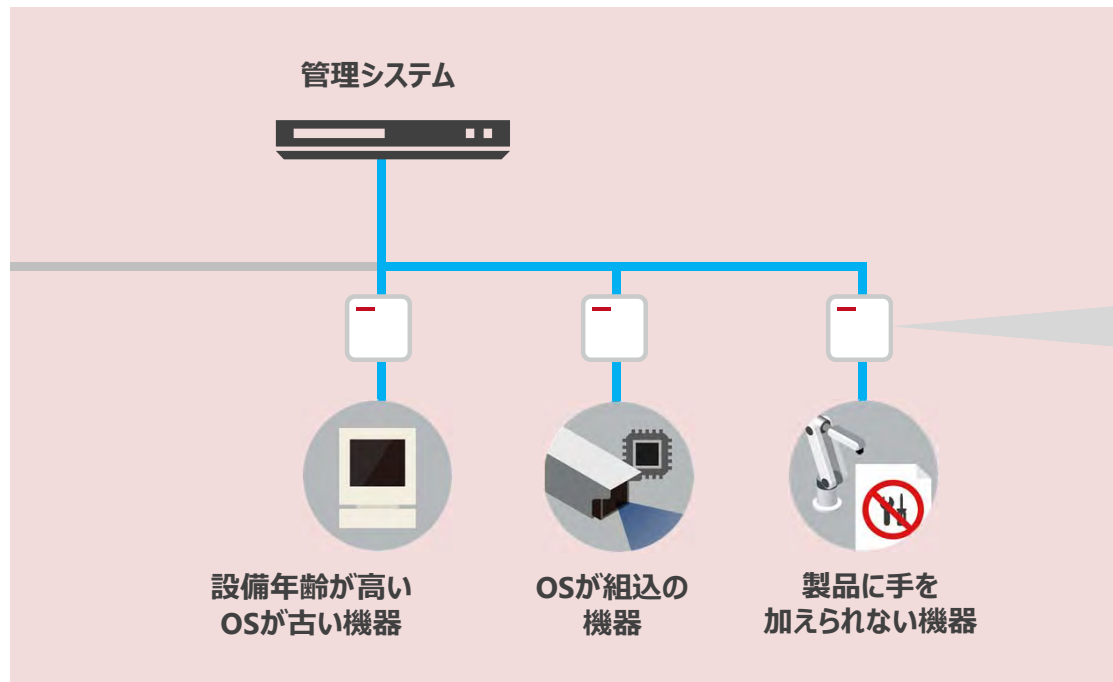 管理システム
設備年齢が高い
OSが古い機器
OSが組込の
機器
製品に手を
加えられない機器